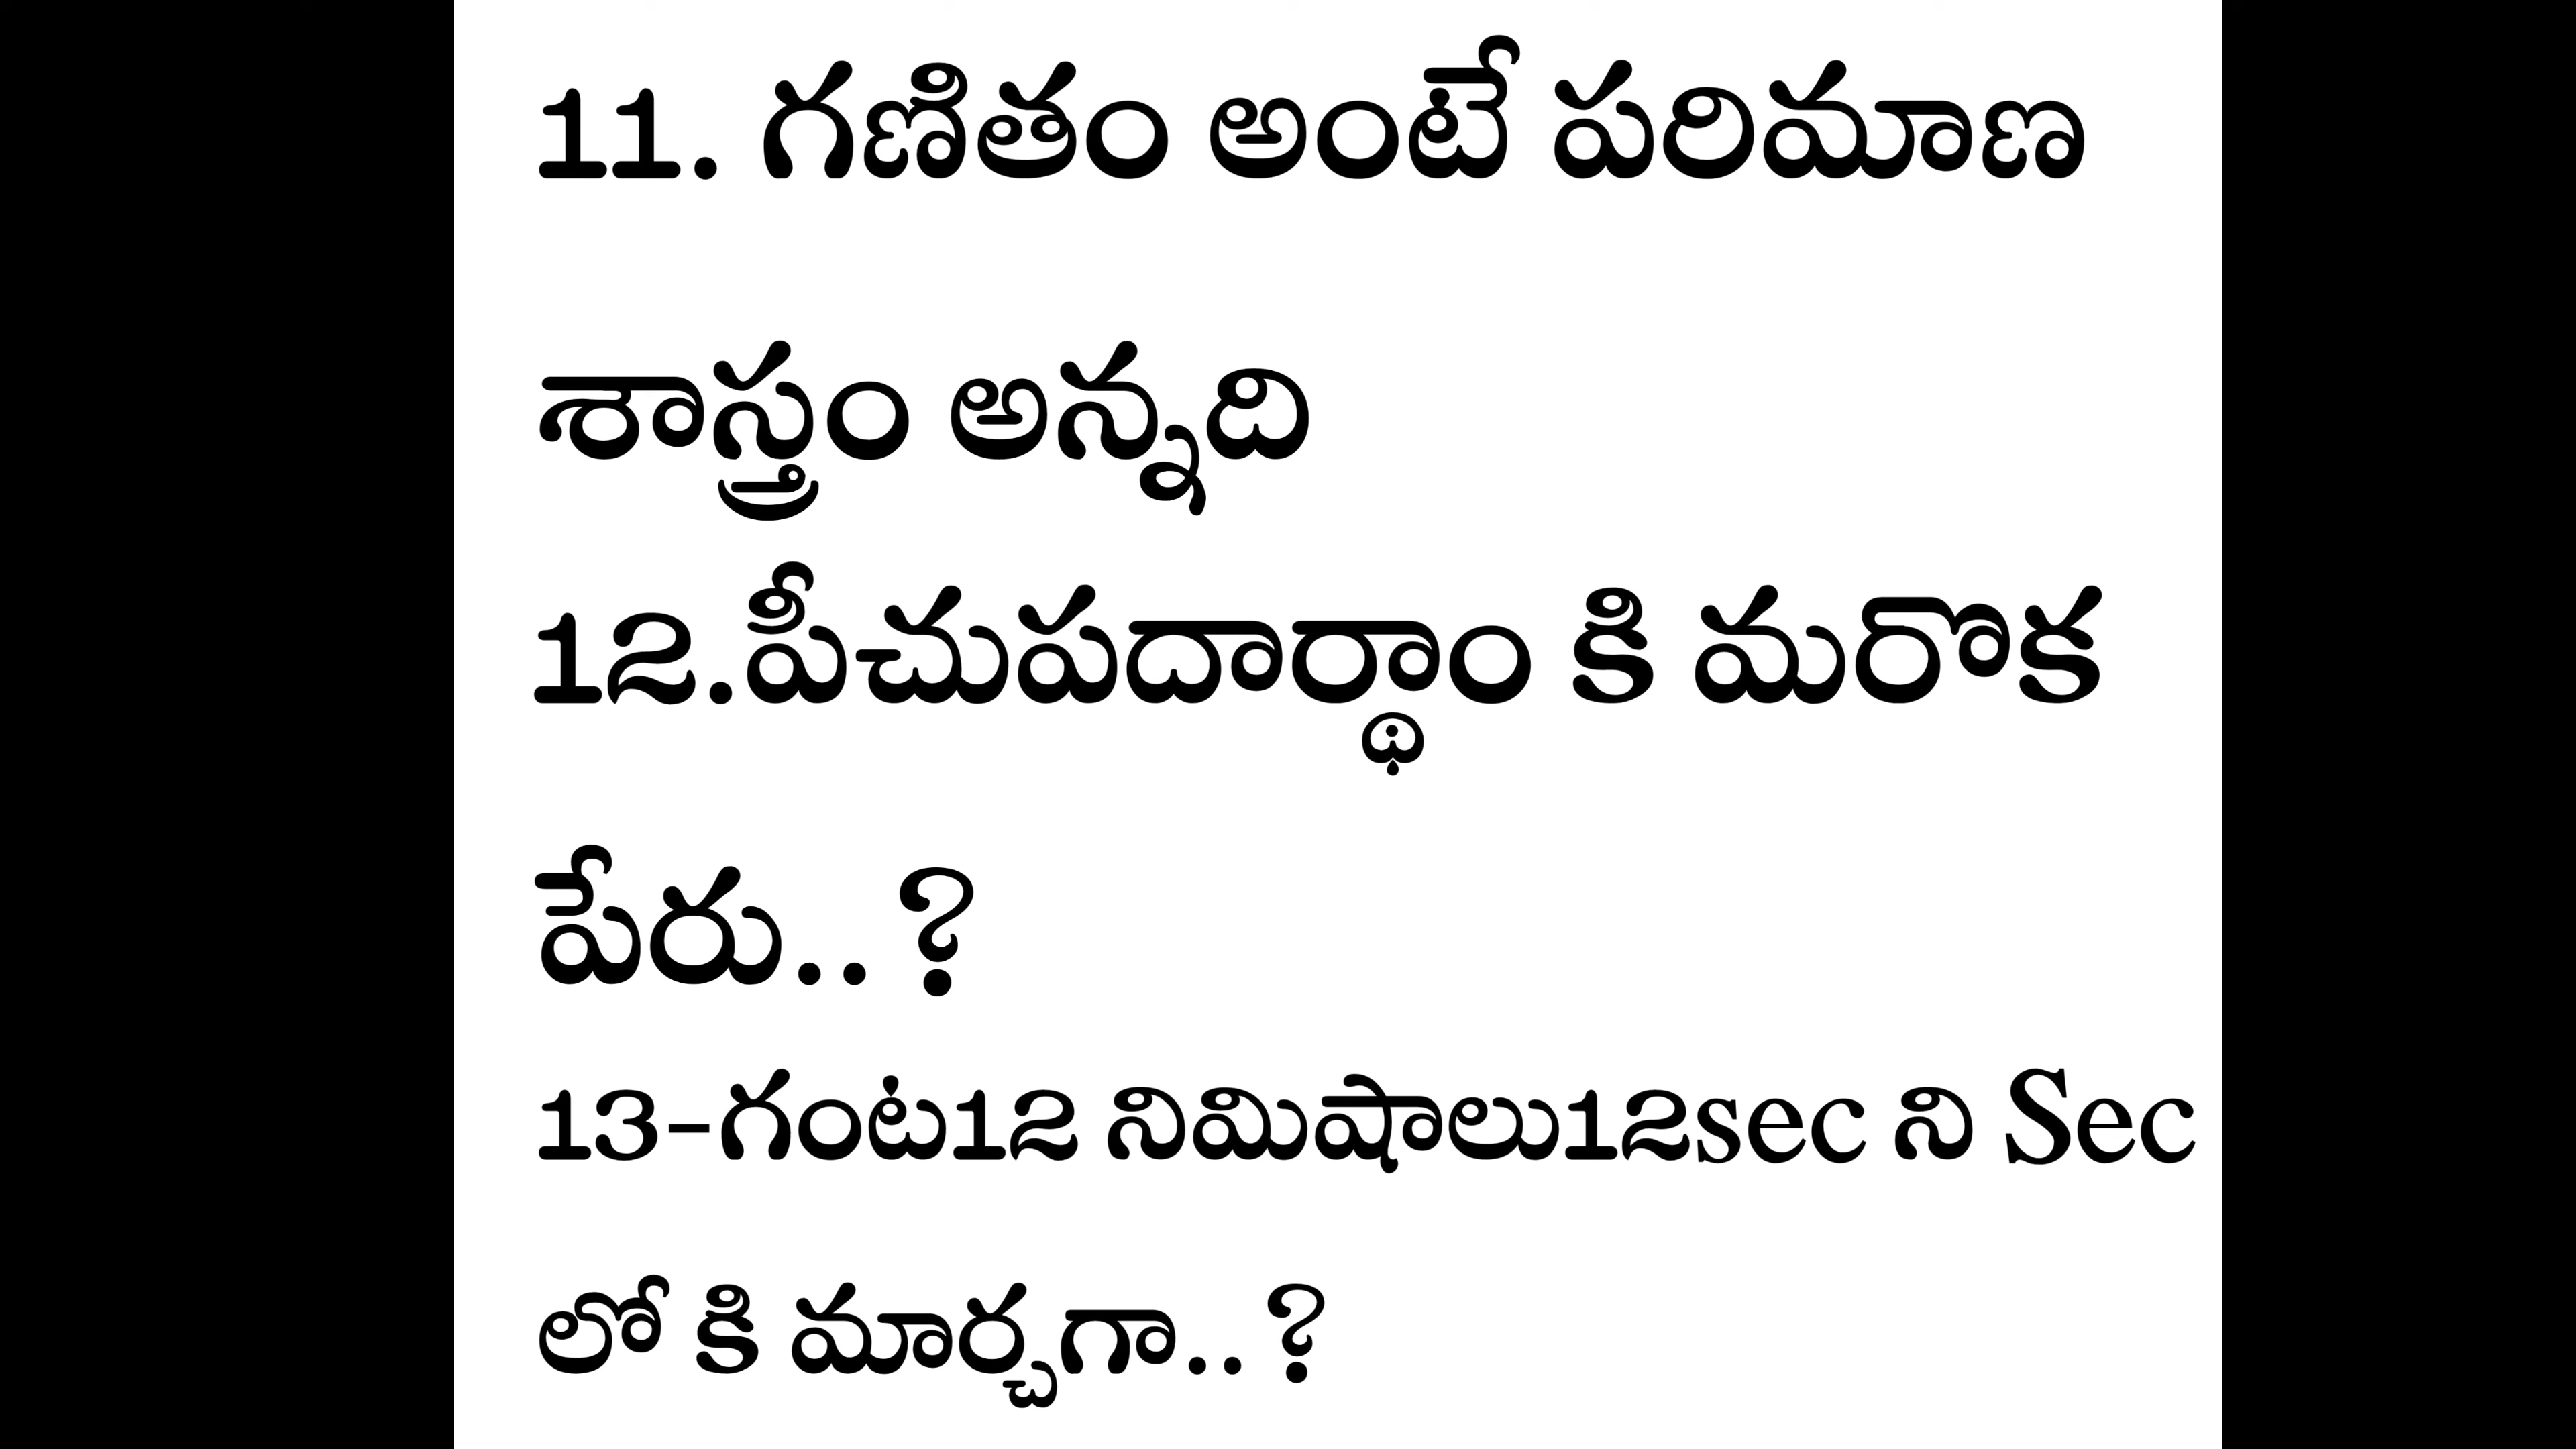 11. గణితం అంటే పరిమాణ
శాస్త్రం అన్నది
12.పీచుపదార్థాం కి మరొక
పేరు..?
13-గంట12 నిమిషాలు12sec ని Sec
లో కి మార్చగా..?